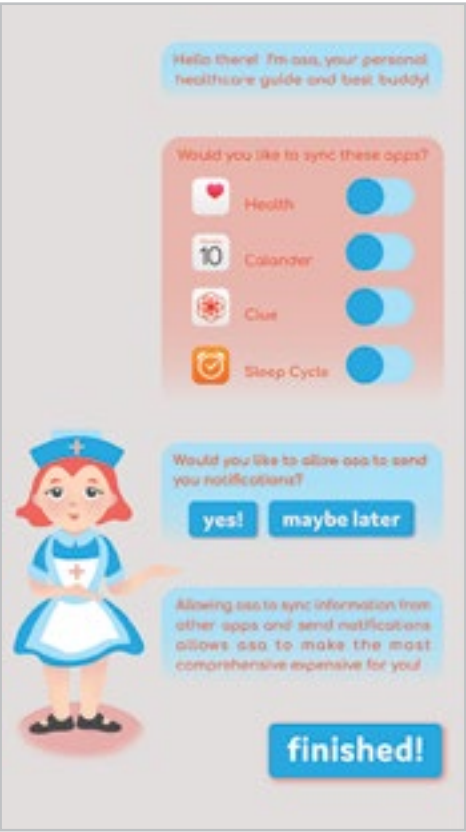 Hello there! I'm asa, your personal
healthcare guide and best buddy!
Would you like to sync these apps?
Health
10
Calander
Clue
Sleep Cycle
Would you like to allow asa to send
you notifications?
yes! maybe later
Allowing asa to sync information from
other apps and send notifications
allows asa to make the most
comprehensive expensive for you!
finished!